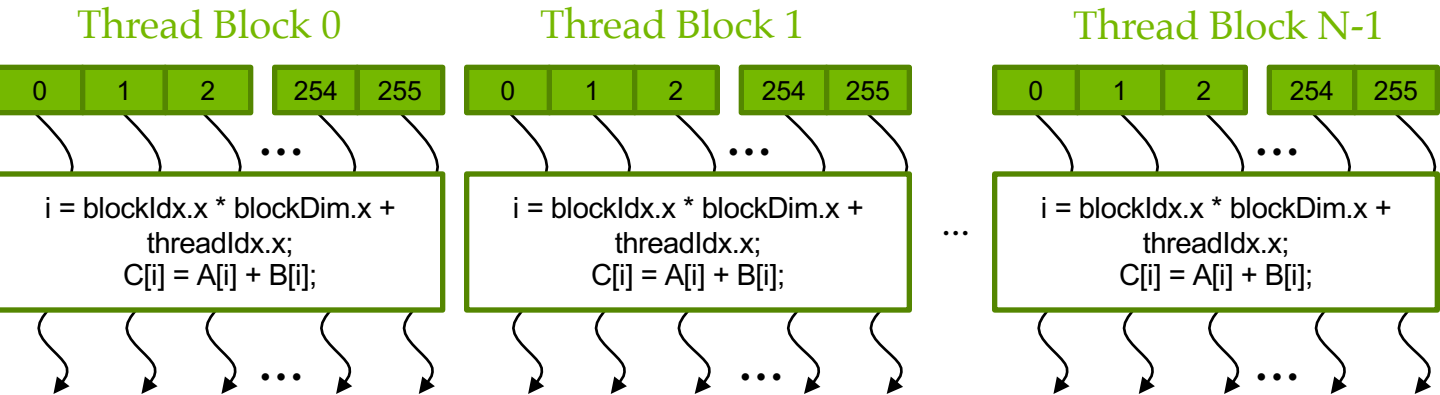 Thread Block 0
Thread Block 1
Thread Block N-1
0 1 2 ... 254 255
0 1 2 ... 254 255
0 1 2 ... 254 255
i = blockIdx.x * blockDim.x +
threadIdx.x;
C[i] = A[i] + B[i];
i = blockIdx.x * blockDim.x +
threadIdx.x;
C[i] = A[i] + B[i];
...
i = blockIdx.x * blockDim.x +
threadIdx.x;
C[i] = A[i] + B[i];
...
...
...